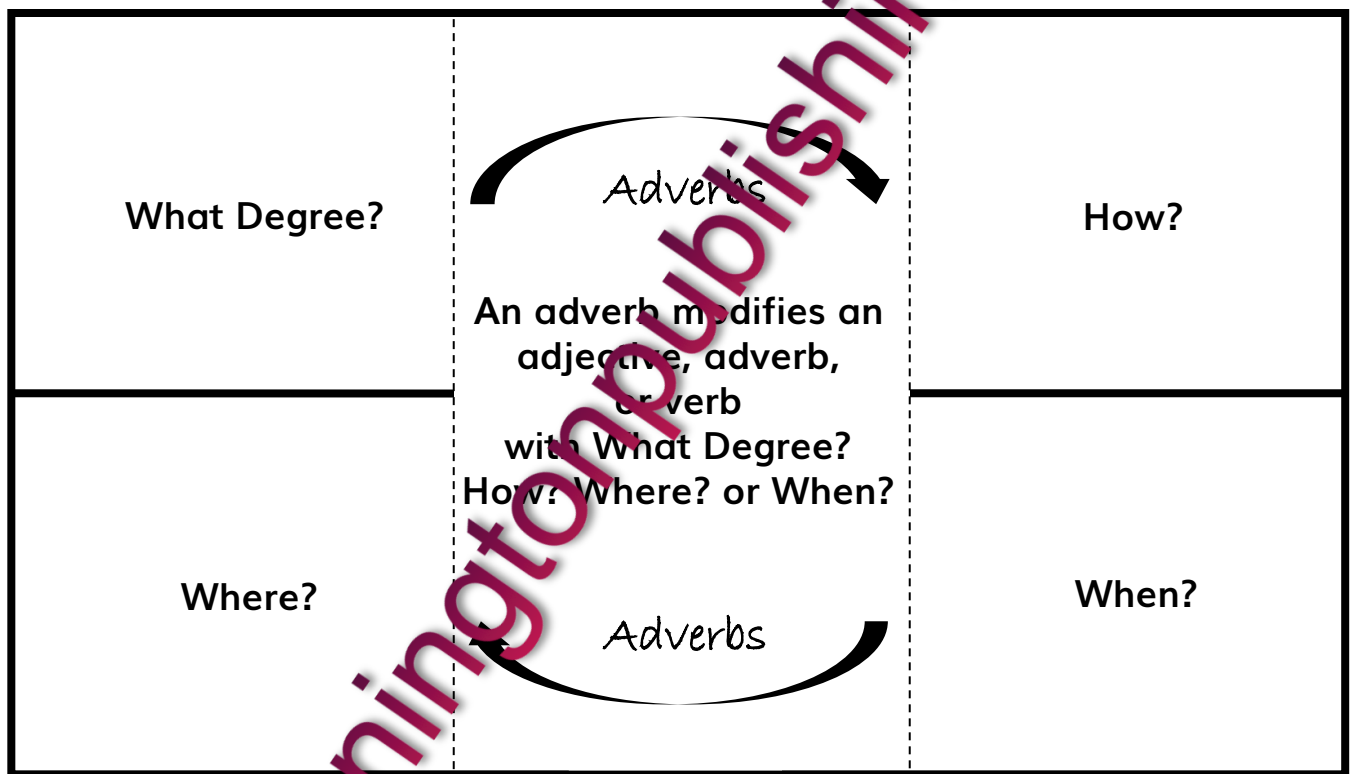 What Degree?
Adverbs
How?
An adverb modifies an
adjective, adverb,
or verb
with What Degree?
How? Where? or When?
Where?
Adverbs
When?
ningtonpublishi